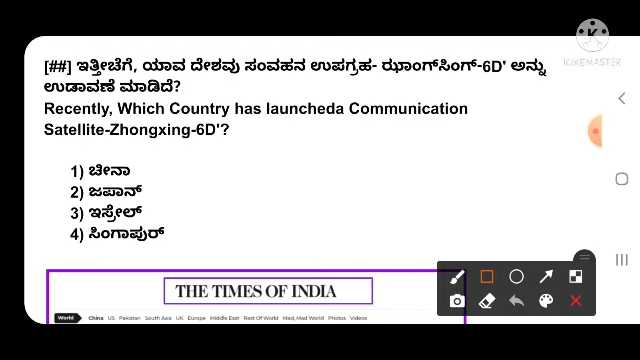 [##] ಇತ್ತೀಚೆಗೆ, ಯಾವ ದೇಶವು ಸಂವಹನ ಉಪಗ್ರಹ- ಝಾಂಗ್‌ಸಿಂಗ್-6D' ಅನ್ನು
ಉಡಾವಣೆ ಮಾಡಿದೆ?
Recently, Which Country has launcheda Communication
Satellite-Zhongxing-6D'?
1) ಚೀನಾ
2) ಜಪಾನ್
3) ಇಸ್ರೇಲ್
4) ಸಿಂಗಾಪುರ್
THE TIMES OF INDIA
World China US Pakistan South Asia UK Europe Middle East Rest Of World Mad, Mad World Photos Videos
K
KINEMASTER